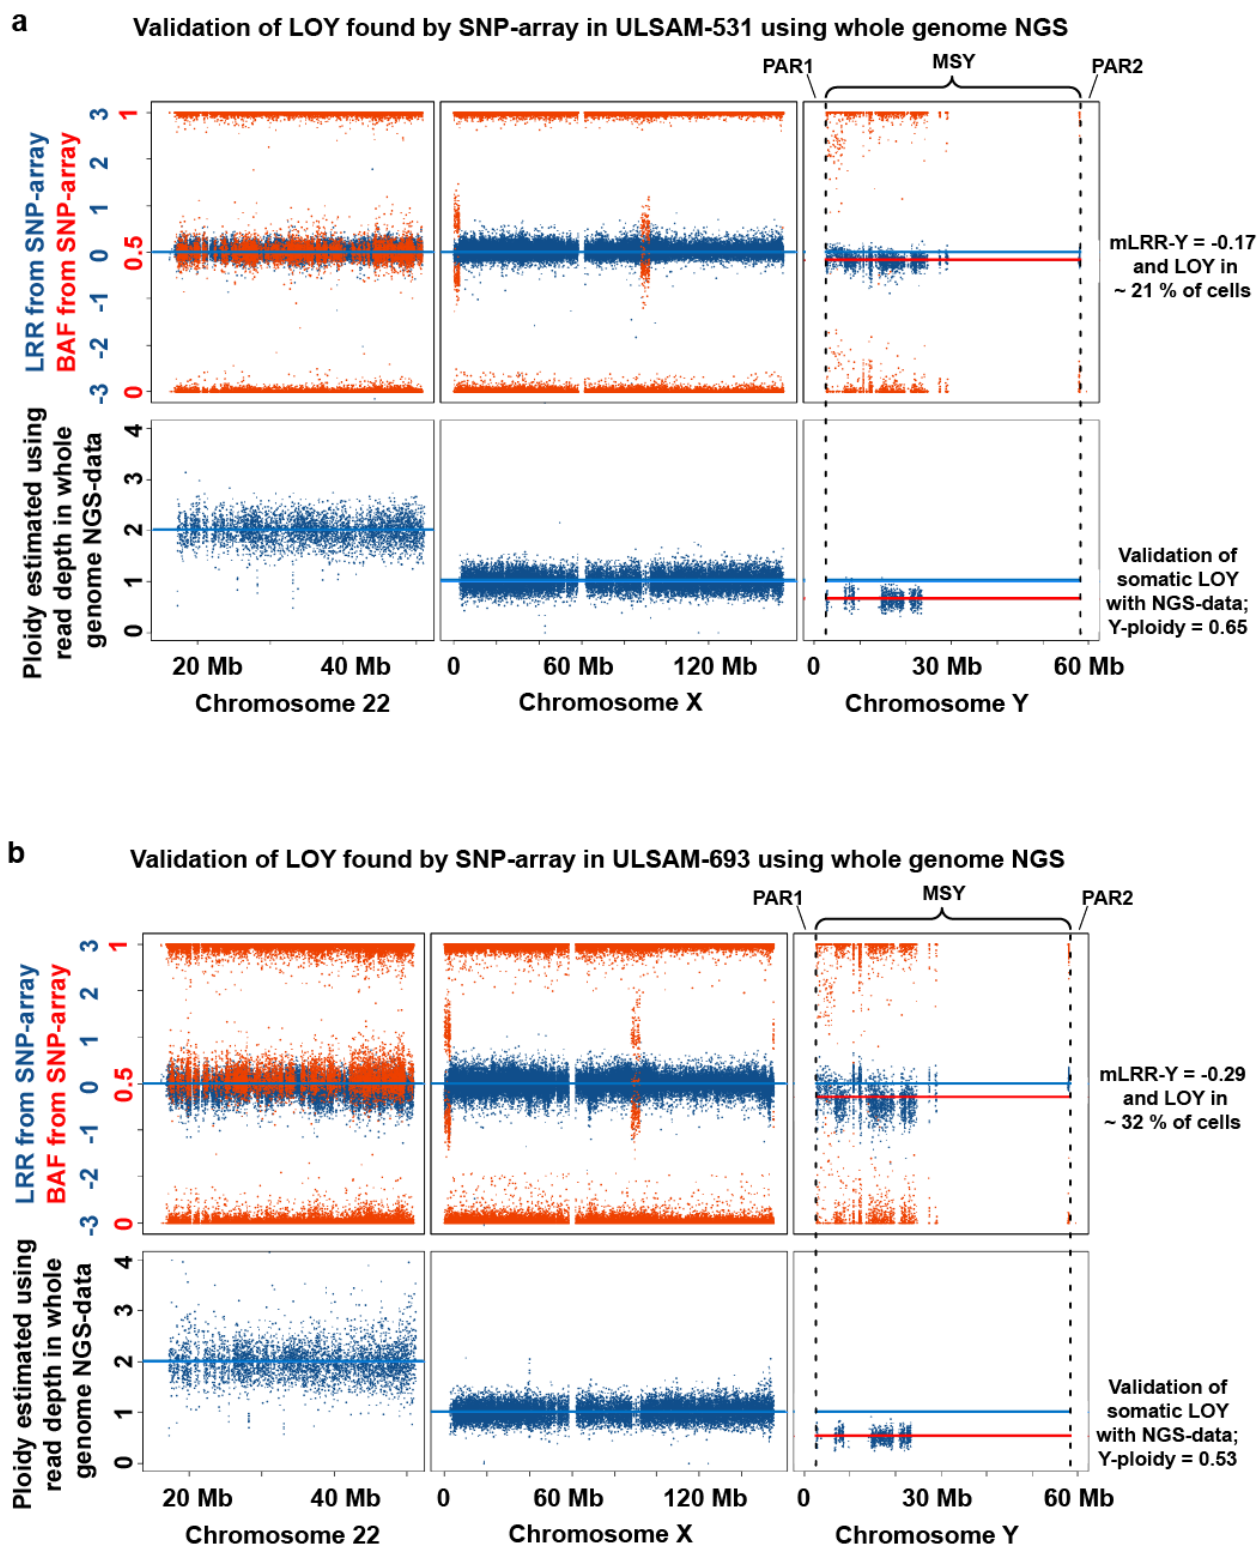 a
Validation of LOY found by SNP-array in ULSAM-531 using whole genome NGS
PAR1
MSY
PAR2
LRR from SNP-array
BAF from SNP-array
3
2
1
0
-1
-2
-3
1
0.5
0
mLRR-Y = -0.17
and LOY in
~ 21 % of cells
Ploidy estimated using
read depth in whole
genome NGS-data
4
3
2
1
0
Validation of
somatic LOY
with NGS-data;
Y-ploidy = 0.65
20 Mb 40 Mb
0 60 Mb 120 Mb
0 30 Mb 60 Mb
Chromosome 22
Chromosome X
Chromosome Y
b
Validation of LOY found by SNP-array in ULSAM-693 using whole genome NGS
PAR1
MSY
PAR2
LRR from SNP-array
BAF from SNP-array
3
2
1
0
-1
-2
-3
1
0.5
0
mLRR-Y = -0.29
and LOY in
~ 32 % of cells
Ploidy estimated using
read depth in whole
genome NGS-data
4
3
2
1
0
Validation of
somatic LOY
with NGS-data;
Y-ploidy = 0.53
20 Mb 40 Mb
0 60 Mb 120 Mb
0 30 Mb 60 Mb
Chromosome 22
Chromosome X
Chromosome Y